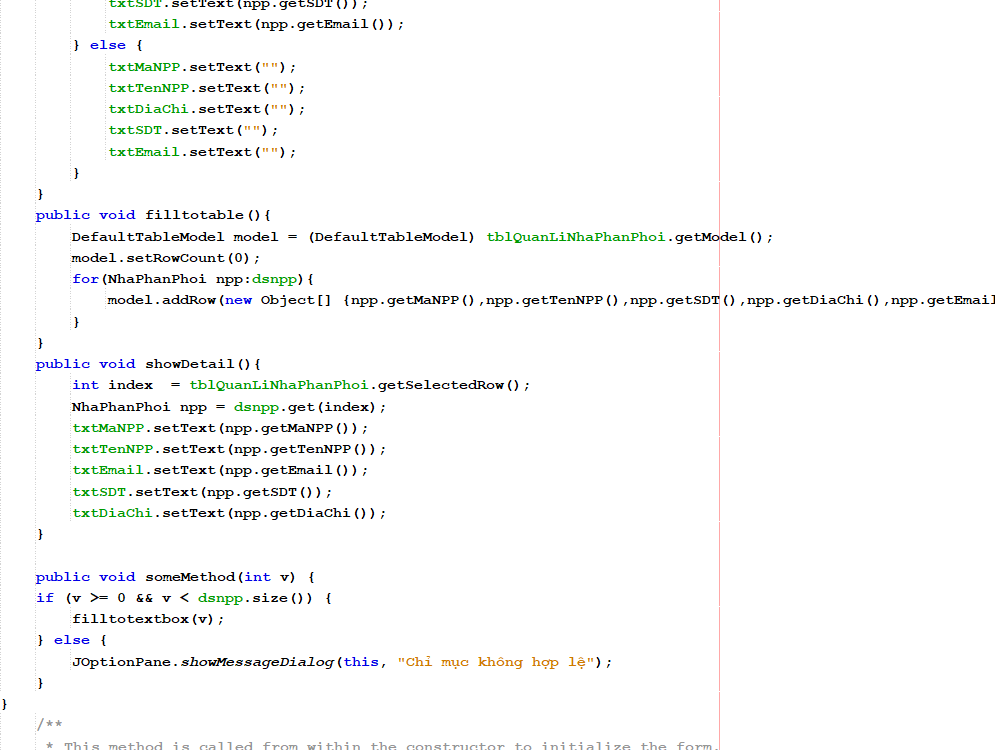 txtSDT.setText(npp.getSDT());
txtEmail.setText(npp.getEmail());
} else {
txtMaNPP.setText("");
txtTenNPP.setText("");
txtDiaChi.setText("");
txtSDT.setText("");
txtEmail.setText("");
}
}
public void filltotable(){
DefaultTableModel model = (DefaultTableModel) tblQuanLiNhaPhanPhoi.getModel();
model.setRowCount(0);
for(NhaPhanPhoi npp:dsnpp){
model.addRow(new Object[] {npp.getMaNPP(),npp.getTenNPP(),npp.getSDT(),npp.getDiaChi(),npp.getEmail
}
}
public void showDetail(){
int index  = tblQuanLiNhaPhanPhoi.getSelectedRow();
NhaPhanPhoi npp = dsnpp.get(index);
txtMaNPP.setText(npp.getMaNPP());
txtTenNPP.setText(npp.getTenNPP());
txtEmail.setText(npp.getEmail());
txtSDT.setText(npp.getSDT());
txtDiaChi.setText(npp.getDiaChi());
}
public void someMethod(int v) {
if (v >= 0 && v < dsnpp.size()) {
filltotextbox(v);
} else {
JOptionPane.showMessageDialog(this, "Chỉ mục không hợp lệ");
}
}
/**
* This method is called from within the constructor to initialize the form.